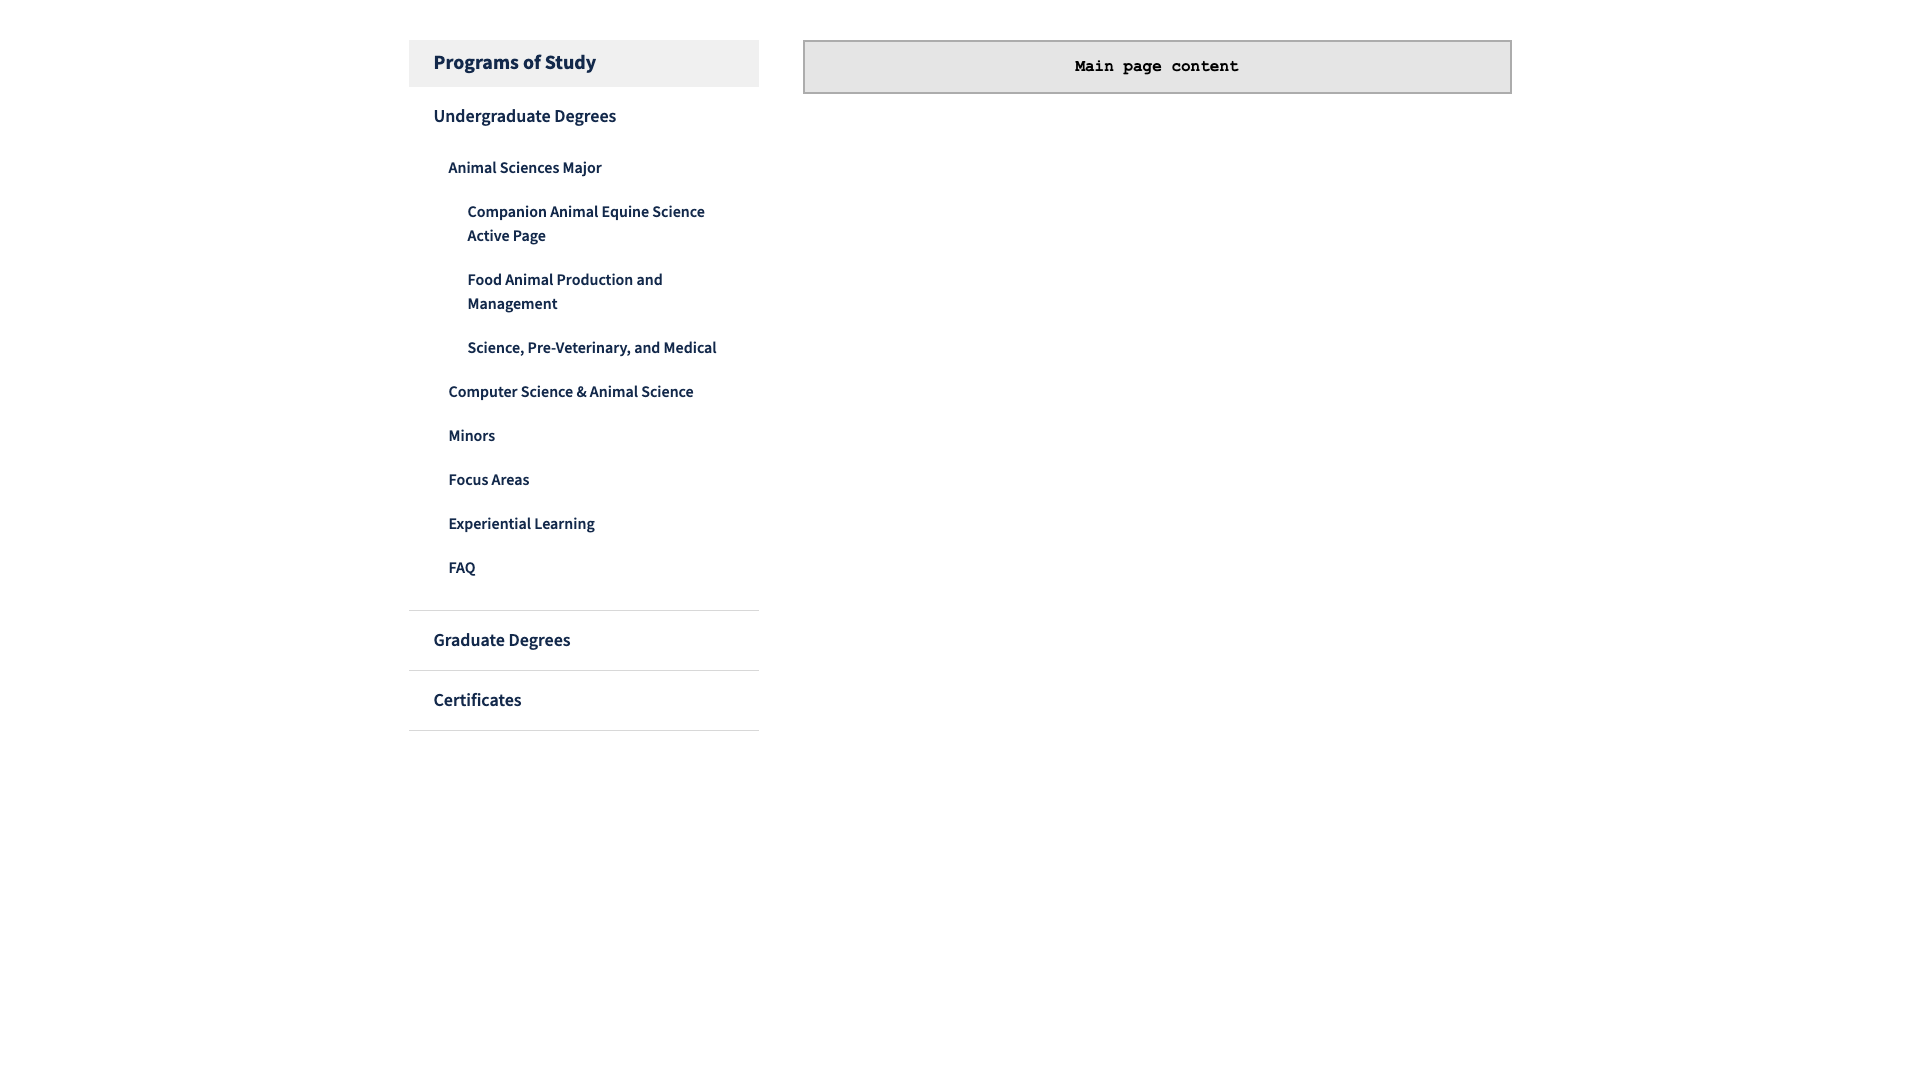 Programs of Study
Undergraduate Degrees
Animal Sciences Major
Companion Animal Equine Science
Active Page
Food Animal Production and
Management
Science, Pre-Veterinary, and Medical
Computer Science & Animal Science
Minors
Focus Areas
Experiential Learning
FAQ
Graduate Degrees
Certificates
Main page content